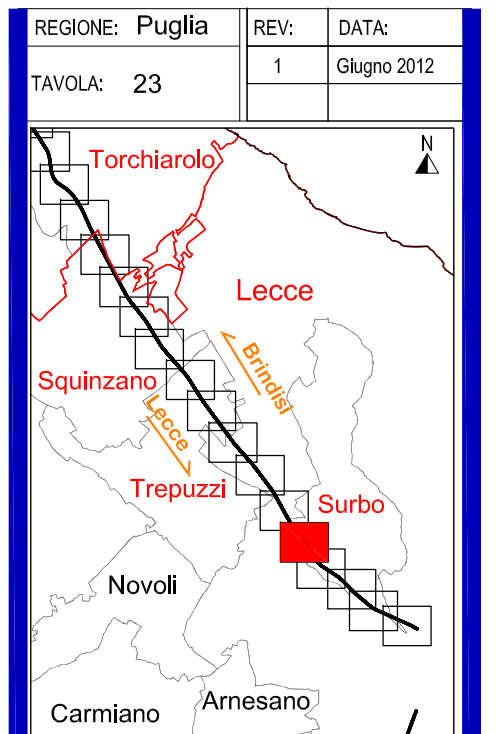 REGIONE: Puglia
REV:
DATA:
TAVOLA: 23
1
Giugno 2012
N
Torchiarolo
Lecce
Brindisi
Squinzano
Lecce
Trepuzzi
Surbo
Novoli
Arnesano
Carmiano